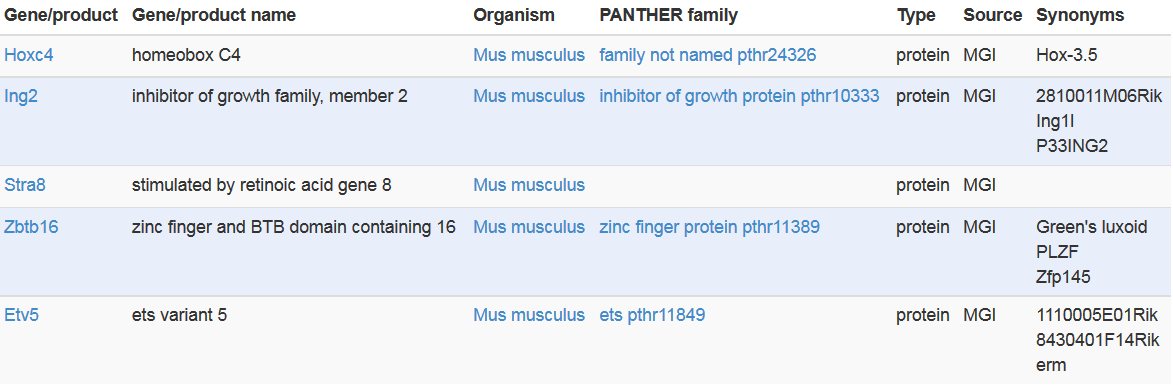 Gene/product Gene/product name Organism PANTHER family Type Source Synonyms
Hoxc4 homeobox C4 Mus musculus family not named pthr24326 protein MGI Hox-3.5
Ing2 inhibitor of growth family, member 2 Mus musculus inhibitor of growth protein pthr10333 protein MGI 2810011M06Rik
Ing1l
P33ING2
Stra8 stimulated by retinoic acid gene 8 Mus musculus protein MGI
Zbtb16 zinc finger and BTB domain containing 16 Mus musculus zinc finger protein pthr11389 protein MGI Green's luxoid
PLZF
Zfp145
Etv5 ets variant 5 Mus musculus ets pthr11849 protein MGI 1110005E01Rik
8430401F14Rik
erm